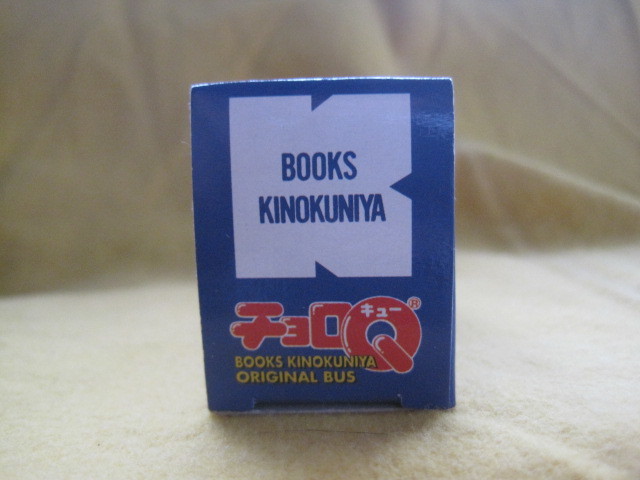 BOOKS
KINOKUNIYA
チョロQ®
キュー
BOOKS KINOKUNIYA
ORIGINAL BUS